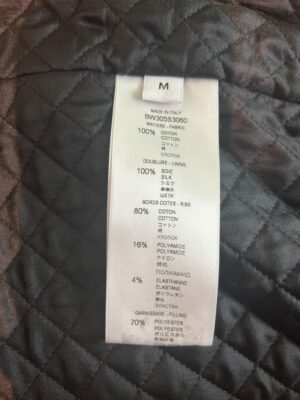 M
MADE IN ITALY
BW30593060
MATIERE - FABRIC
100% COTON
COTTON
コットン
棉
ХЛОПОК
DOUBLURE - LINING
100% SOIE
SILK
シルク
ШЕЛК
BORDS COTES - RIBS
80% COTON
COTTON
コットン
棉
ХЛОПОК
16% POLYAMIDE
POLYAMIDE
ナイロン
ПОЛИАМИД
4% ELASTHANNE
ELASTANE
ポリウレタン
ЭЛАСТАН
GARNISSAGE - FILLING
70% POLYESTER
POLYESTER
ポリエステル